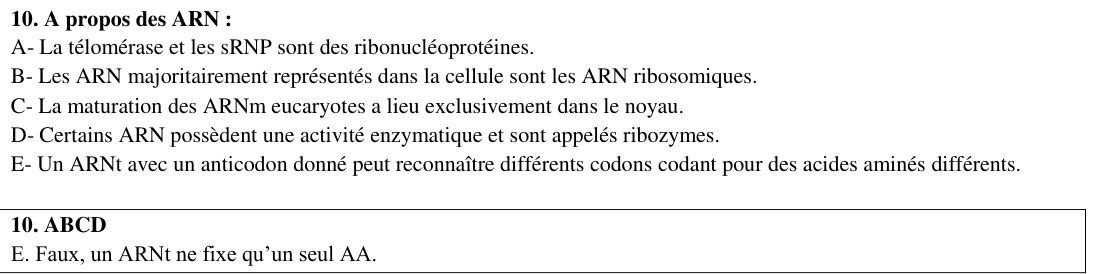 10. A propos des ARN :
A- La télomérase et les sRNP sont des ribonucléoprotéines.
B- Les ARN majoritairement représentés dans la cellule sont les ARN ribosomiques.
C- La maturation des ARNm eucaryotes a lieu exclusivement dans le noyau.
D- Certains ARN possèdent une activité enzymatique et sont appelés ribozymes.
E- Un ARNt avec un anticodon donné peut reconnaître différents codons codant pour des acides aminés différents.
10. ABCD
E. Faux, un ARNt ne fixe qu'un seul AA.